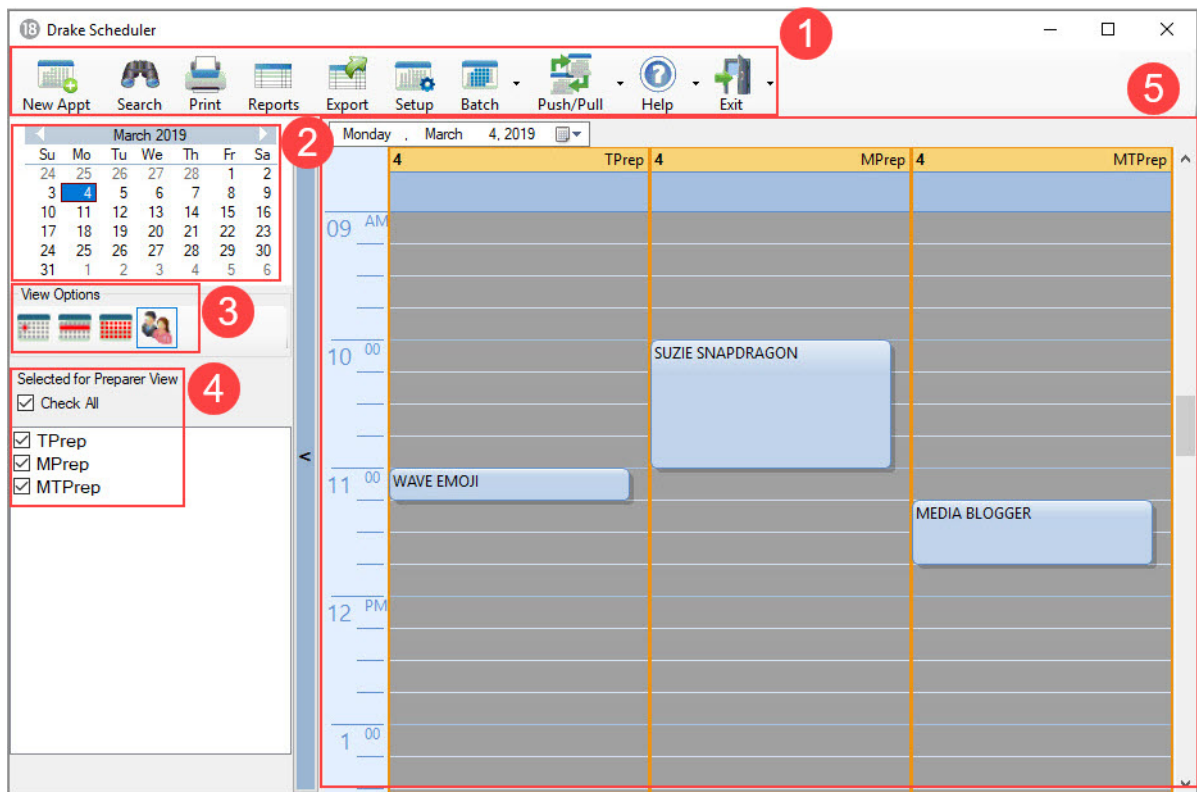 18 Drake Scheduler
1
New Appt Search Print Reports Export Setup Batch Push/Pull Help Exit
5
March 2019
2
Monday , March 4, 2019
Su Mo Tu We Th Fr Sa
24 25 26 27 28 1 2
3 4 5 6 7 8 9
10 11 12 13 14 15 16
17 18 19 20 21 22 23
24 25 26 27 28 29 30
31 1 2 3 4 5 6
View Options
3
Selected for Preparer View
4
Check All
TPrep
MPrep
MTPrep
<
4 TPrep 4 MPrep 4 MTPrep
09 AM
10 00
SUZIE SNAPDRAGON
11 00
WAVE EMOJI
MEDIA BLOGGER
12 PM
1 00